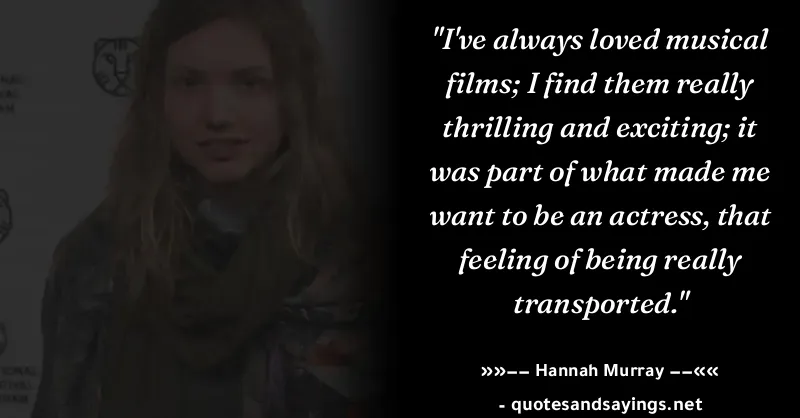 "I've always loved musical
films; I find them really
thrilling and exciting; it
was part of what made me
want to be an actress, that
feeling of being really
transported."
»»–– Hannah Murray ––««
- quotesandsayings.net